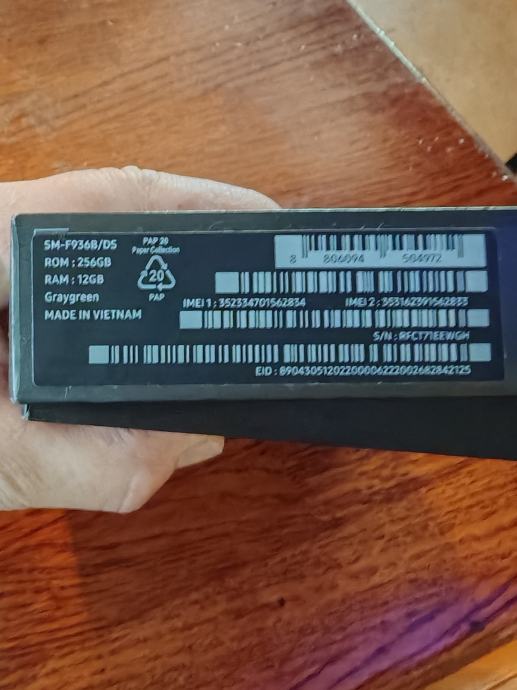 SM-F936B/DS
ROM : 256GB
RAM : 12GB
Graygreen
MADE IN VIETNAM
PAP 20
Paper Collection
20
PAP
8 806094 504972
IMEI 1 : 352334701562834 IMEI 2 : 353162391562833
S/N : RFCT71EEWGH
EID : 89043051202200006222002682842125